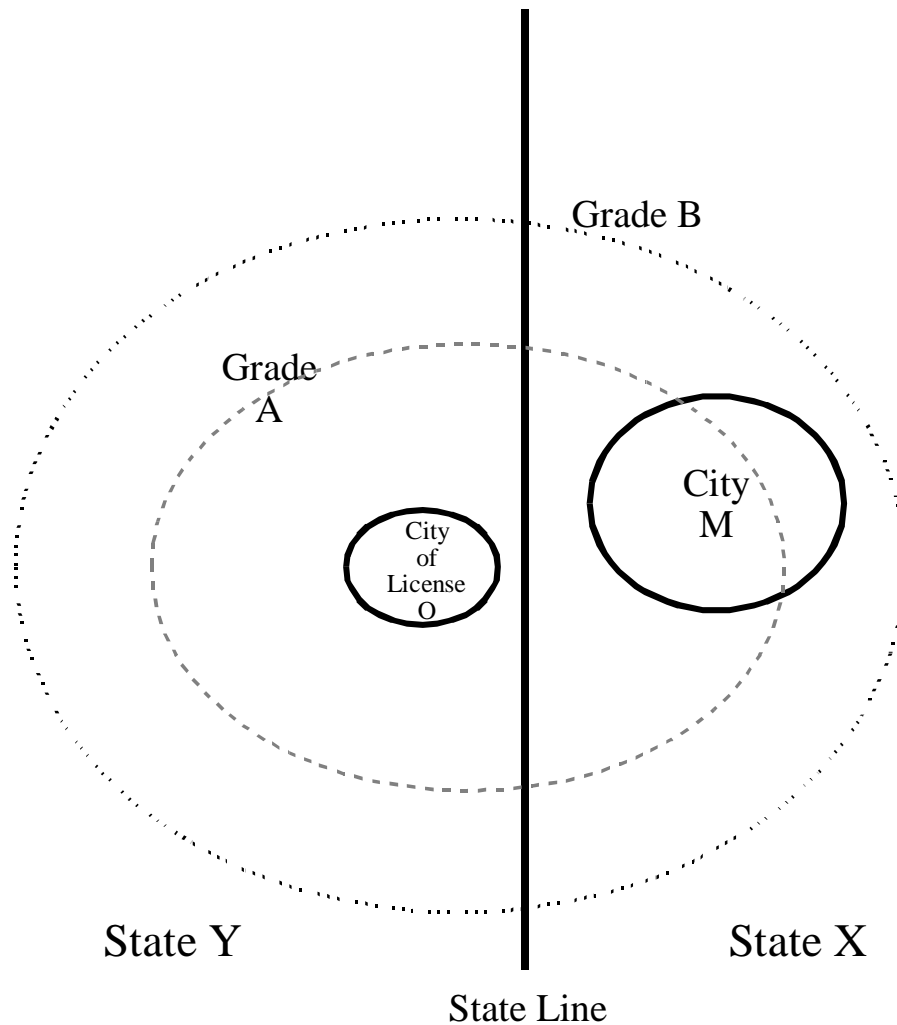 Grade B
Grade
A
City
M
City
of
License
O
State Y
State X
State Line